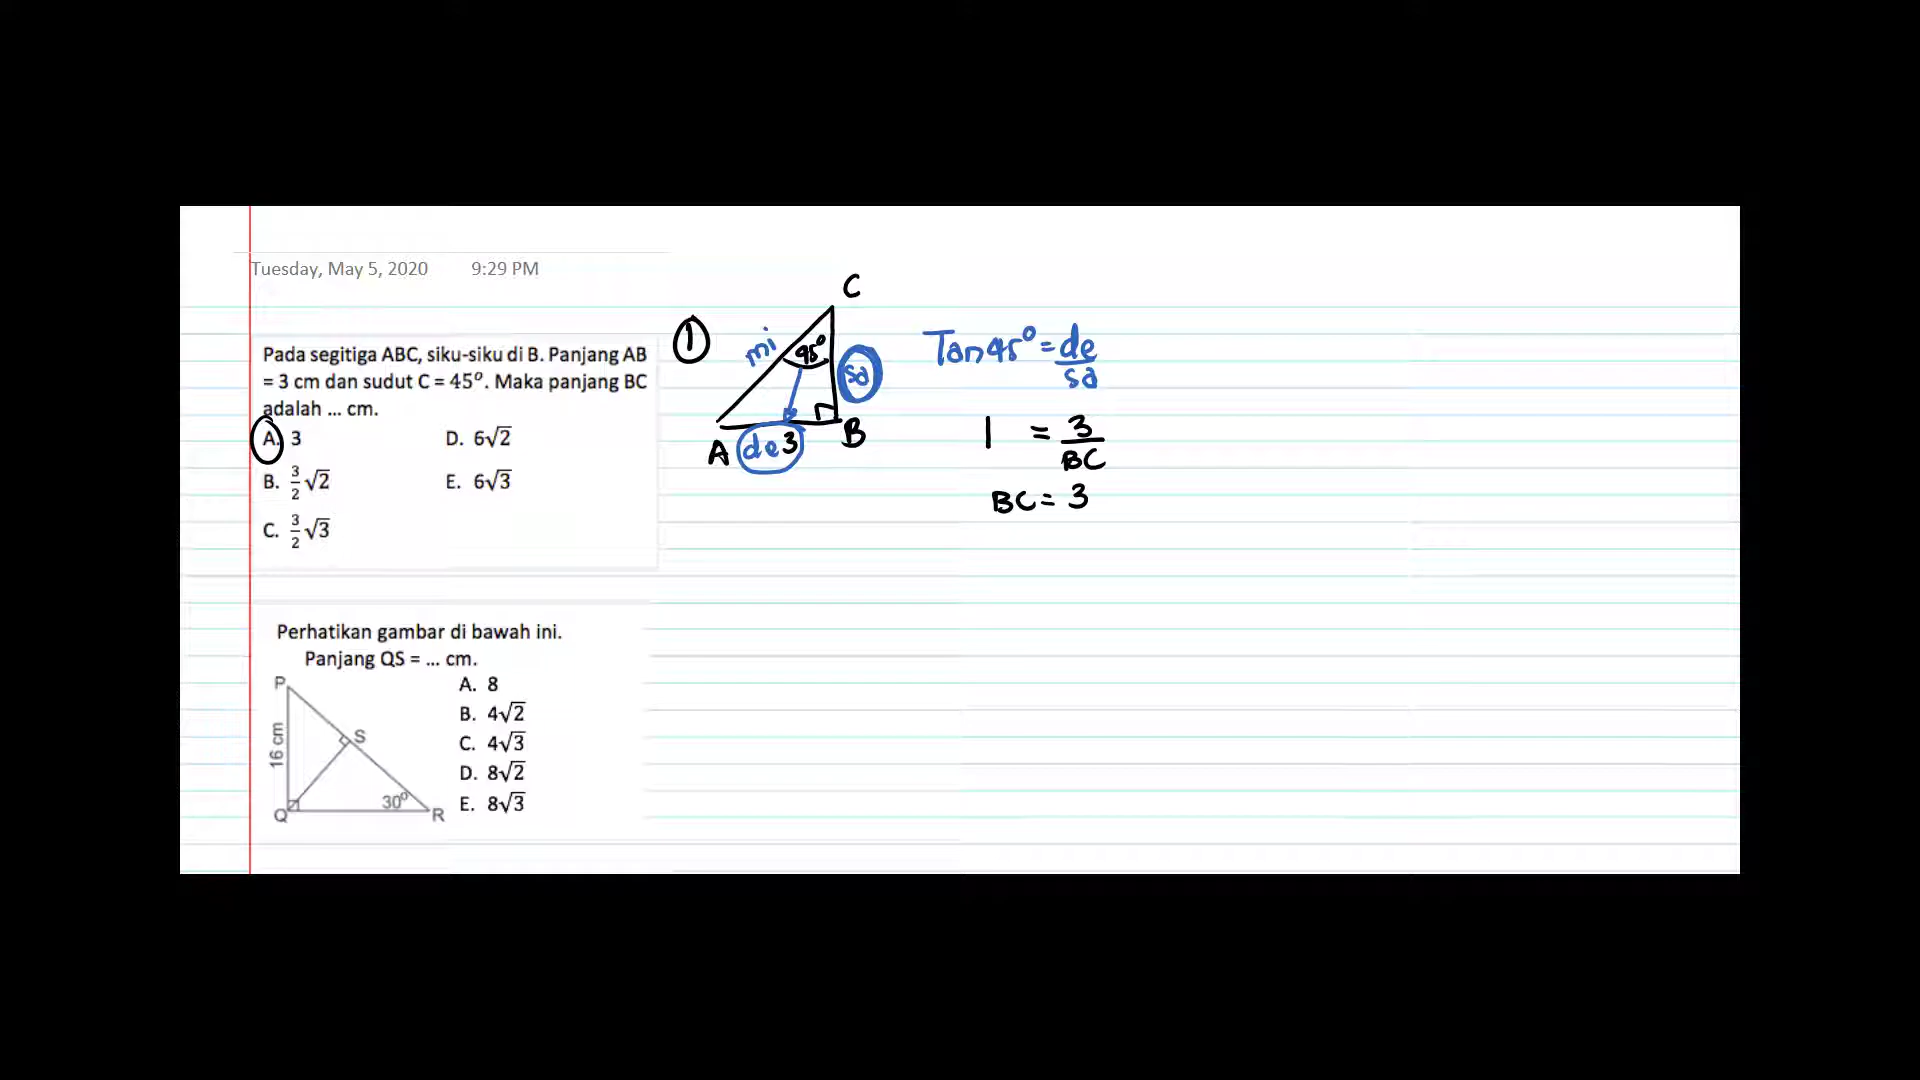 Tuesday, May 5, 2020 9:29 PM
Pada segitiga ABC, siku-siku di B. Panjang AB
= 3 cm dan sudut C = 45°. Maka panjang BC
adalah ... cm.
A. 3 D. 6√2
B. 3/2 √2 E. 6√3
C. 3/2 √3
1
C
45°
mi
sa
A de 3 B
Tan 45° = de/sa
1 = 3/BC
BC = 3
Perhatikan gambar di bawah ini.
Panjang QS = ... cm.
P
S
16 cm
Q
30°
R
A. 8
B. 4√2
C. 4√3
D. 8√2
E. 8√3